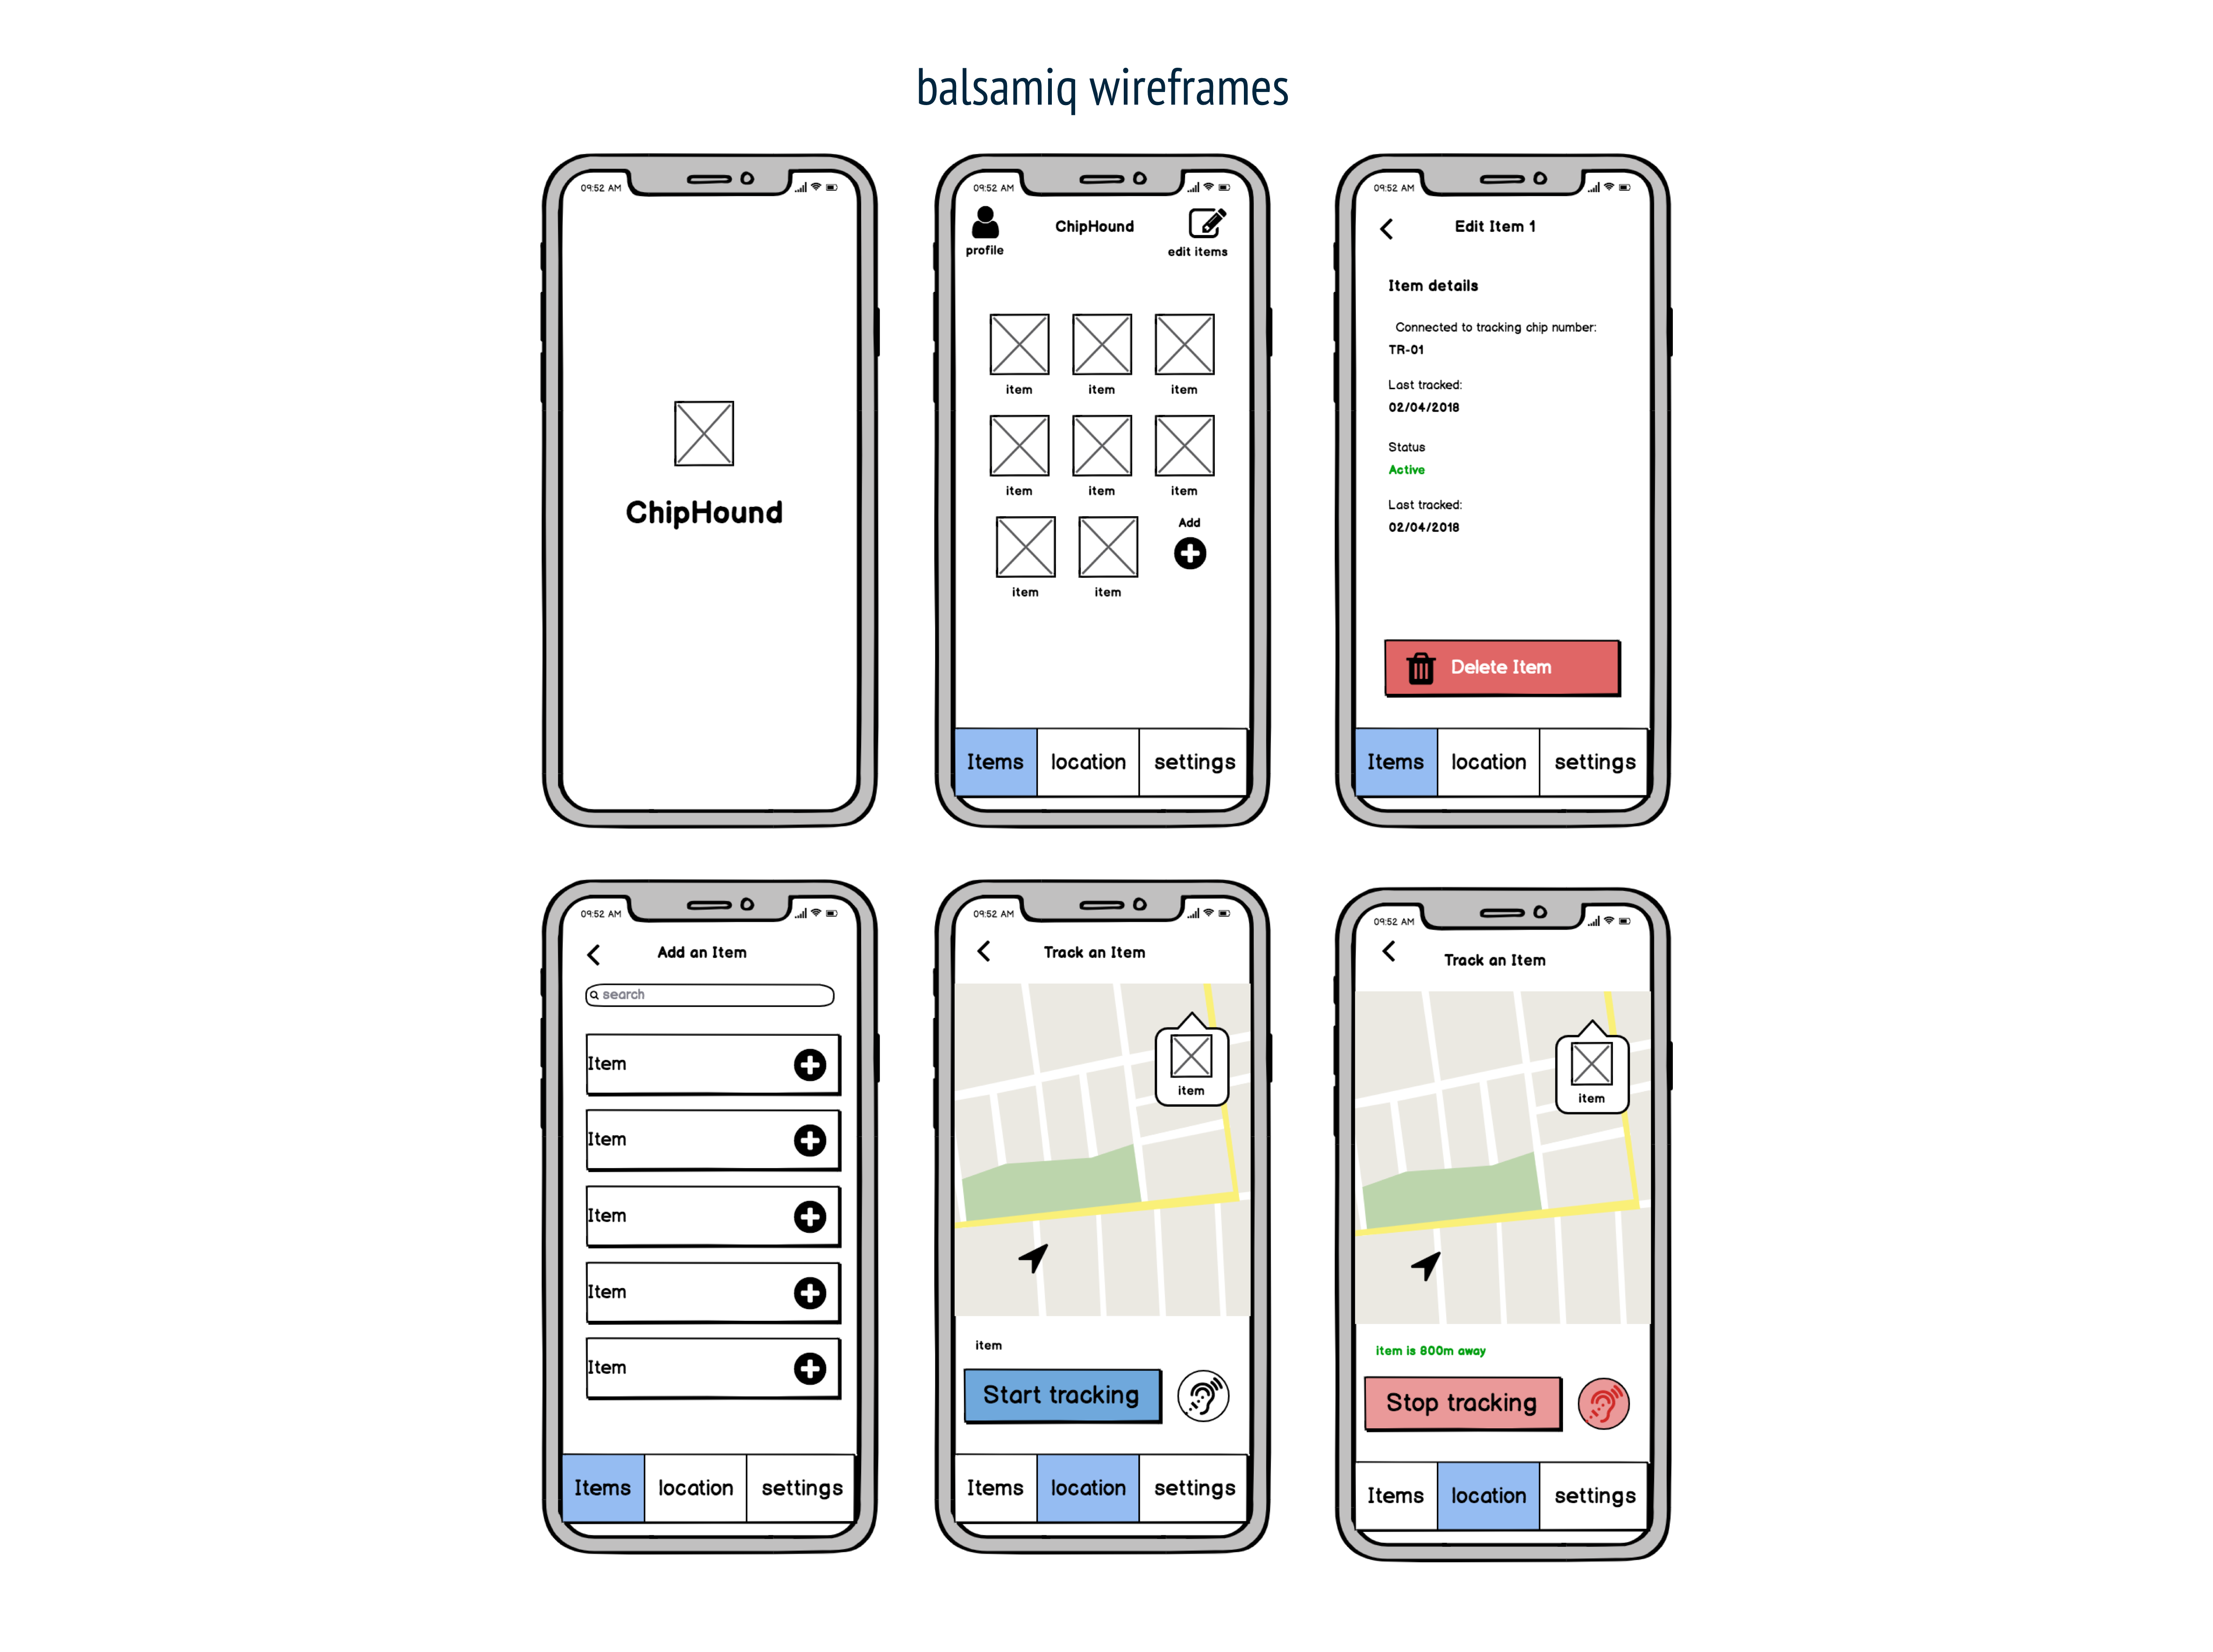 balsamiq wireframes
09:52 AM
ChipHound
09:52 AM
profile
ChipHound
edit items
item item item
item item item
item item
Add
Items location settings
09:52 AM
Edit Item 1
Item details
Connected to tracking chip number:
TR-01
Last tracked:
02/04/2018
Status
Active
Last tracked:
02/04/2018
Delete Item
Items location settings
09:52 AM
Add an Item
search
Item
Item
Item
Item
Item
Items location settings
09:52 AM
Track an Item
item
item
Start tracking
Items location settings
09:52 AM
Track an Item
item
item is 800m away
Stop tracking
Items location settings